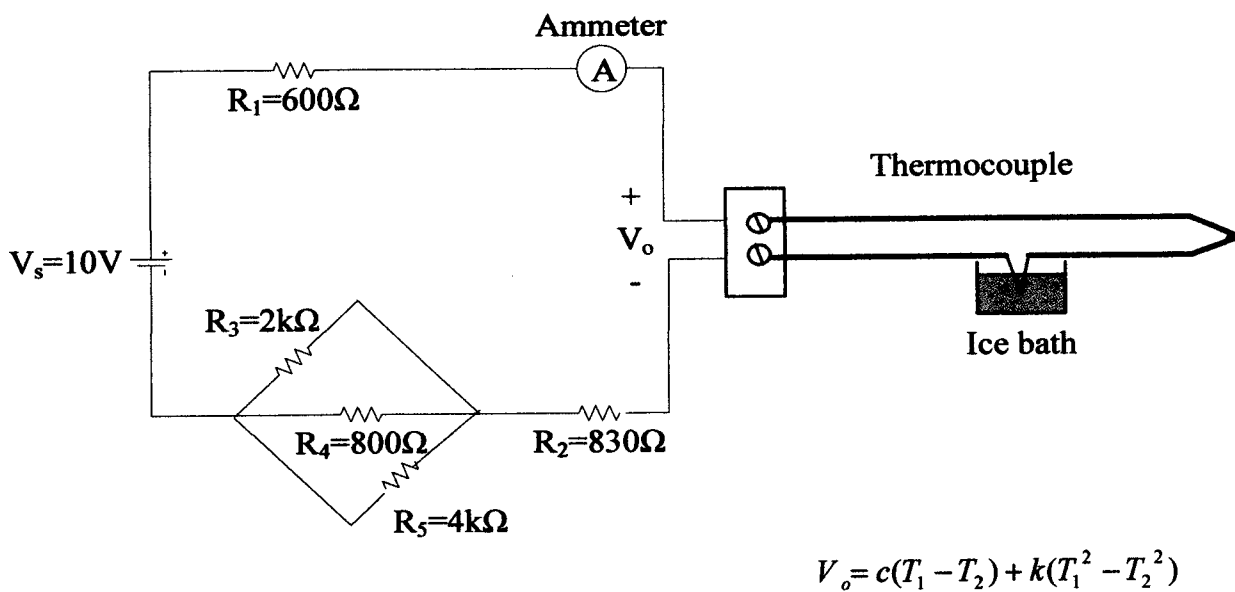 Ammeter
A
R₁=600Ω
Thermocouple
+
Vₒ
-
Vₛ=10V
+
-
R₃=2kΩ
Ice bath
R₄=800Ω
R₂=830Ω
R₅=4kΩ
Vₒ= c(T₁ − T₂) + k(T₁² − T₂²)